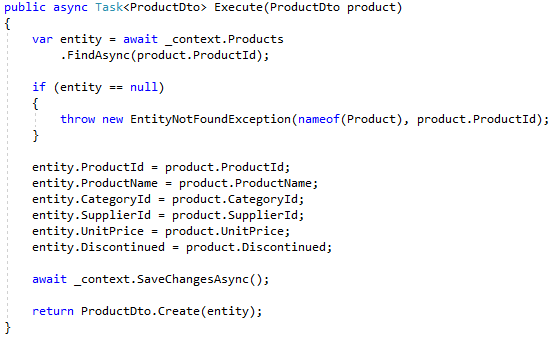 public async Task<ProductDto> Execute(ProductDto product)
{
    var entity = await _context.Products
        .FindAsync(product.ProductId);

    if (entity == null)
    {
        throw new EntityNotFoundException(nameof(Product), product.ProductId);
    }

    entity.ProductId = product.ProductId;
    entity.ProductName = product.ProductName;
    entity.CategoryId = product.CategoryId;
    entity.SupplierId = product.SupplierId;
    entity.UnitPrice = product.UnitPrice;
    entity.Discontinued = product.Discontinued;

    await _context.SaveChangesAsync();

    return ProductDto.Create(entity);
}